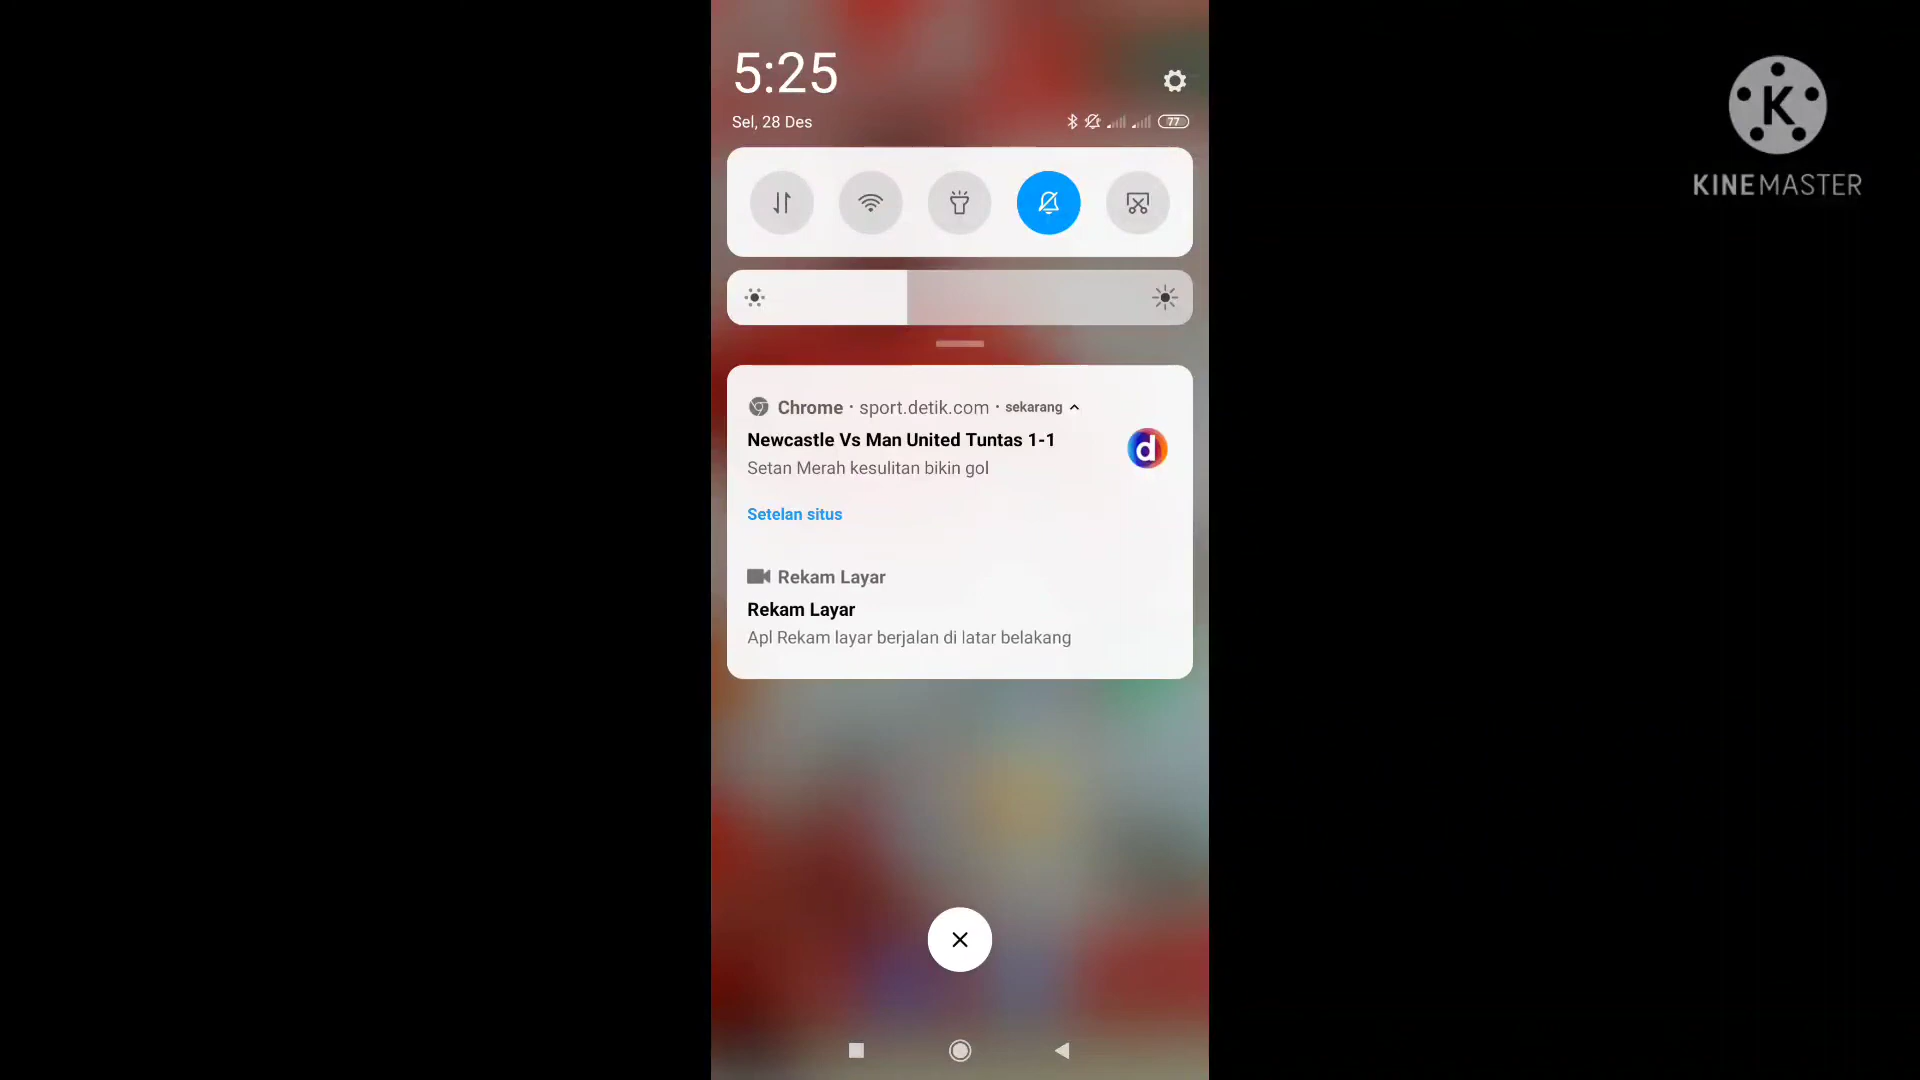 5:25
Sel, 28 Des
77
K
KINEMASTER
Chrome · sport.detik.com · sekarang
Newcastle Vs Man United Tuntas 1-1
d
Setan Merah kesulitan bikin gol
Setelan situs
Rekam Layar
Rekam Layar
Apl Rekam layar berjalan di latar belakang